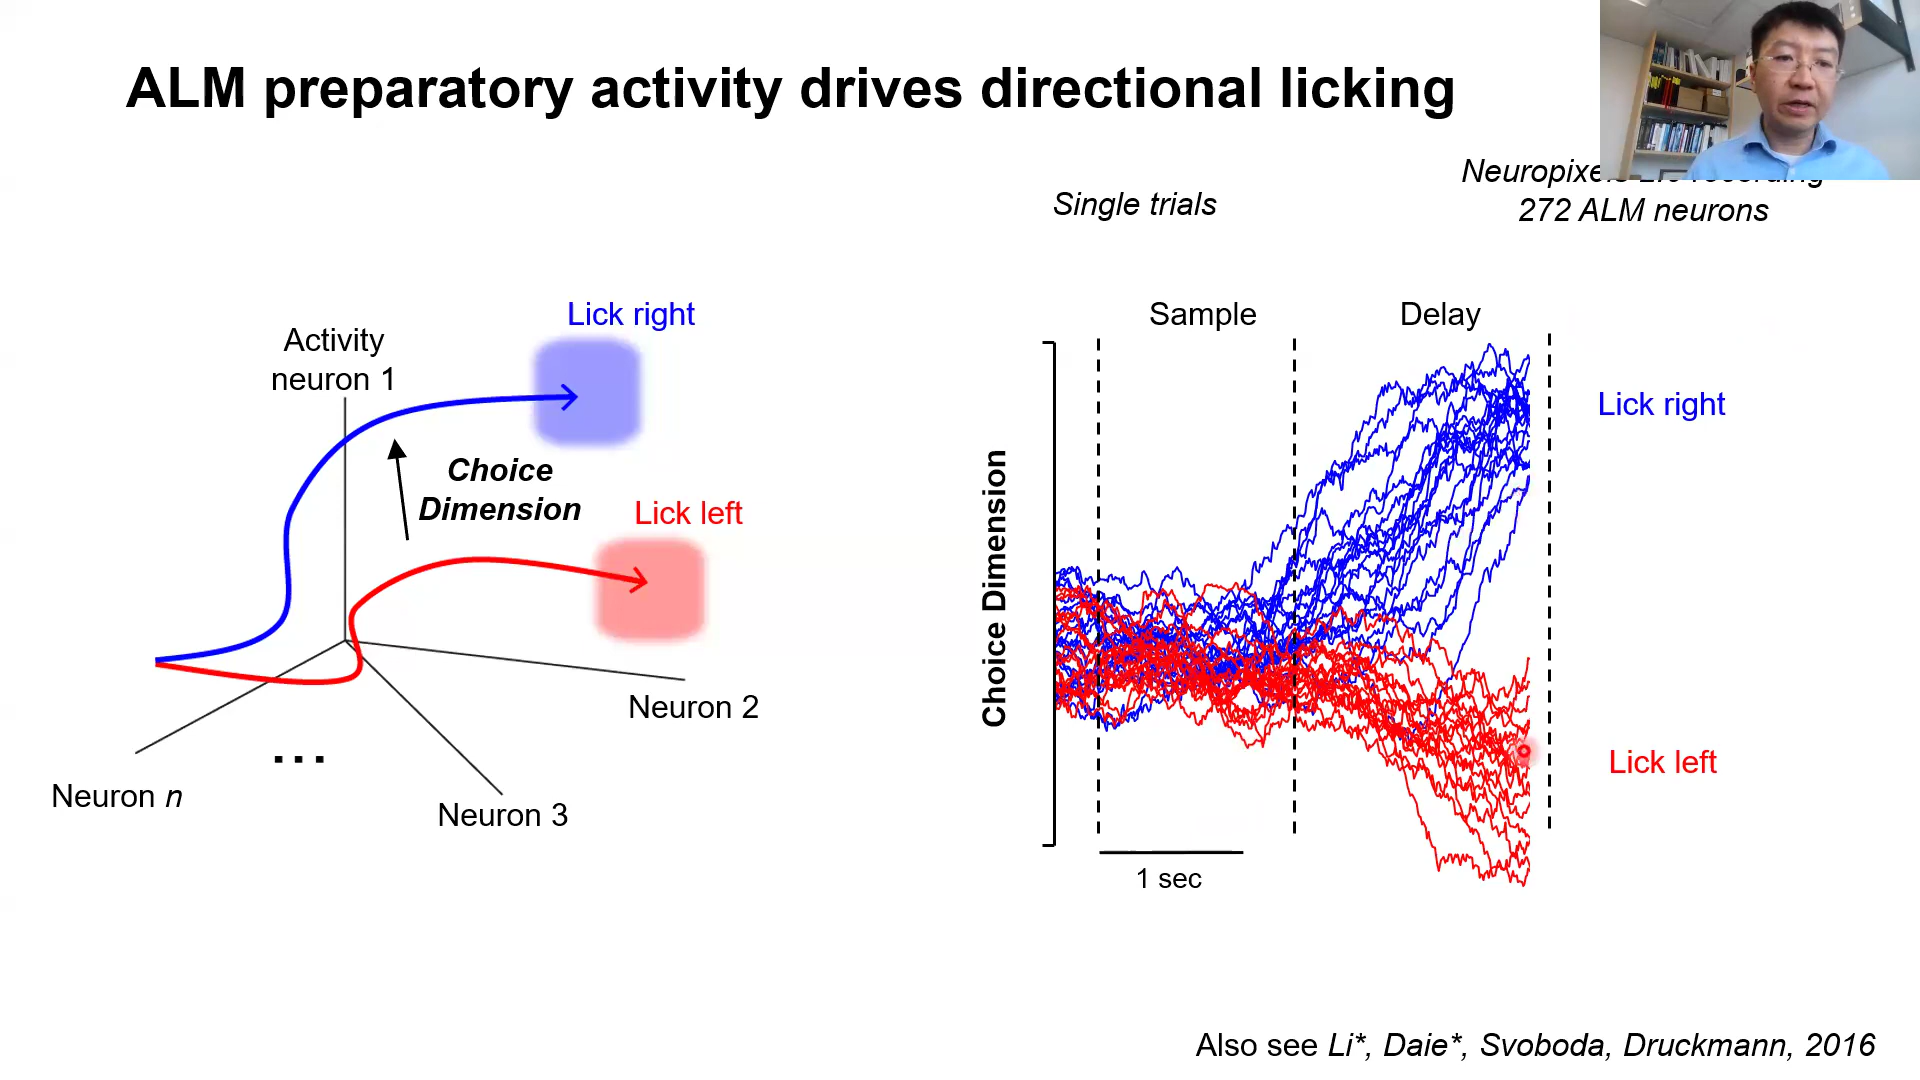 ALM preparatory activity drives directional licking
Single trials
272 ALM neurons
Lick right
Activity
neuron 1
Choice
Dimension
Lick left
Neuron 2
...
Neuron n
Neuron 3
Sample
Delay
Choice Dimension
Lick right
Lick left
1 sec
Also see Li*, Daie*, Svoboda, Druckmann, 2016